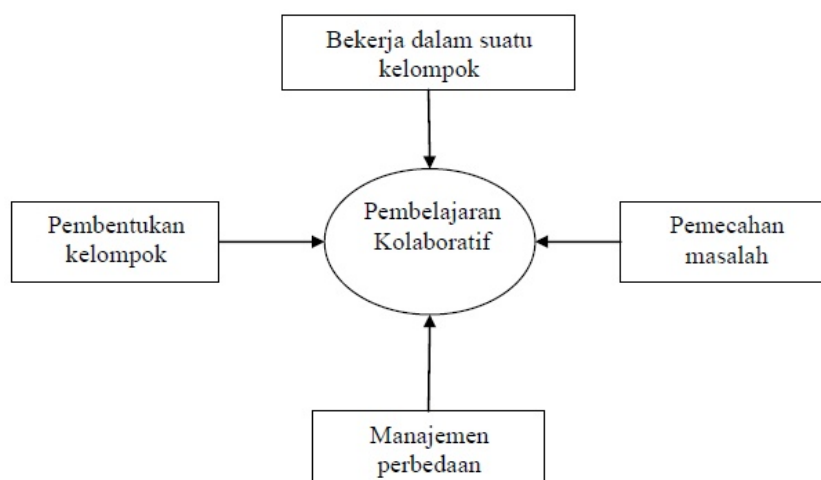 Bekerja dalam suatu
kelompok
Pembentukan
kelompok
Pembelajaran
Kolaboratif
Pemecahan
masalah
Manajemen
perbedaan